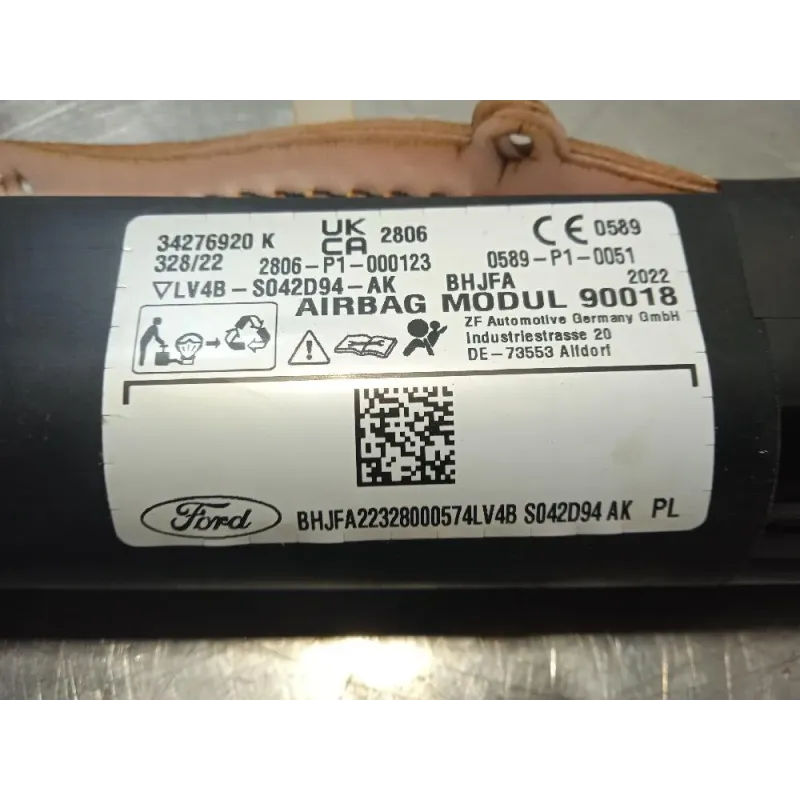 34276920 K UK CA 2806 CE 0589
328/22 2806-P1-000123 0589-P1-0051
▽LV4B-S042D94-AK BHJFA 2022
AIRBAG MODUL 90018
ZF Automotive Germany GmbH
Industriestrasse 20
DE-73553 Alfdorf
Ford BHJFA22328000574LV4B S042D94 AK PL